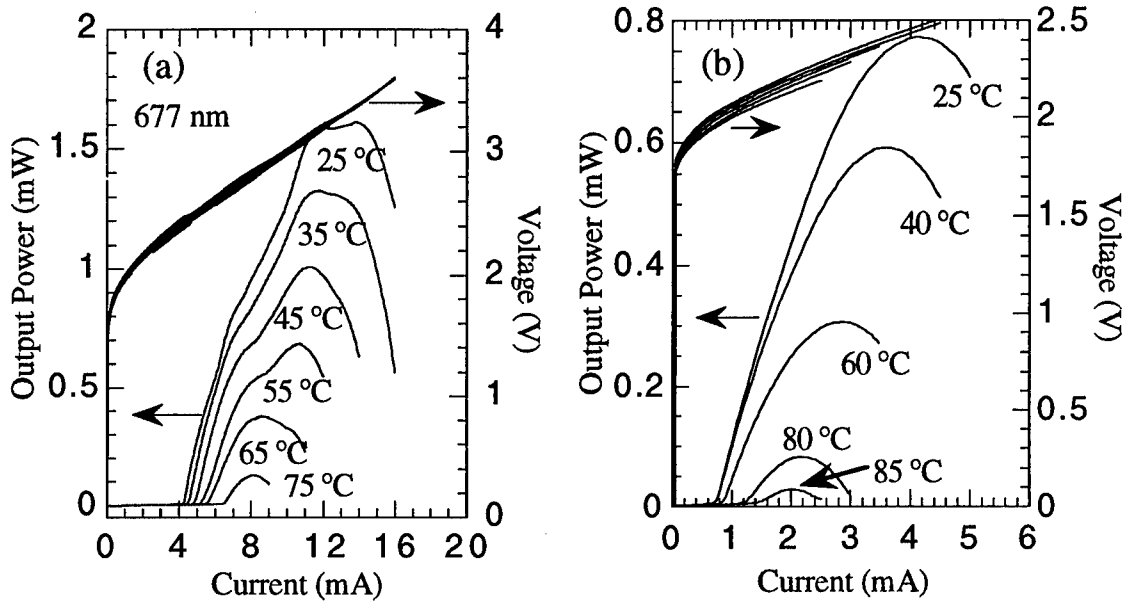 (a)
677 nm
25 °C
35 °C
45 °C
55 °C
65 °C
75 °C
Output Power (mW)
2
1.5
1
0.5
0
Voltage (V)
4
3
2
1
0
0 4 8 12 16 20
Current (mA)
(b)
25 °C
40 °C
60 °C
80 °C
85 °C
Output Power (mW)
0.8
0.6
0.4
0.2
0
Voltage (V)
2.5
2
1.5
1
0.5
0
0 1 2 3 4 5 6
Current (mA)